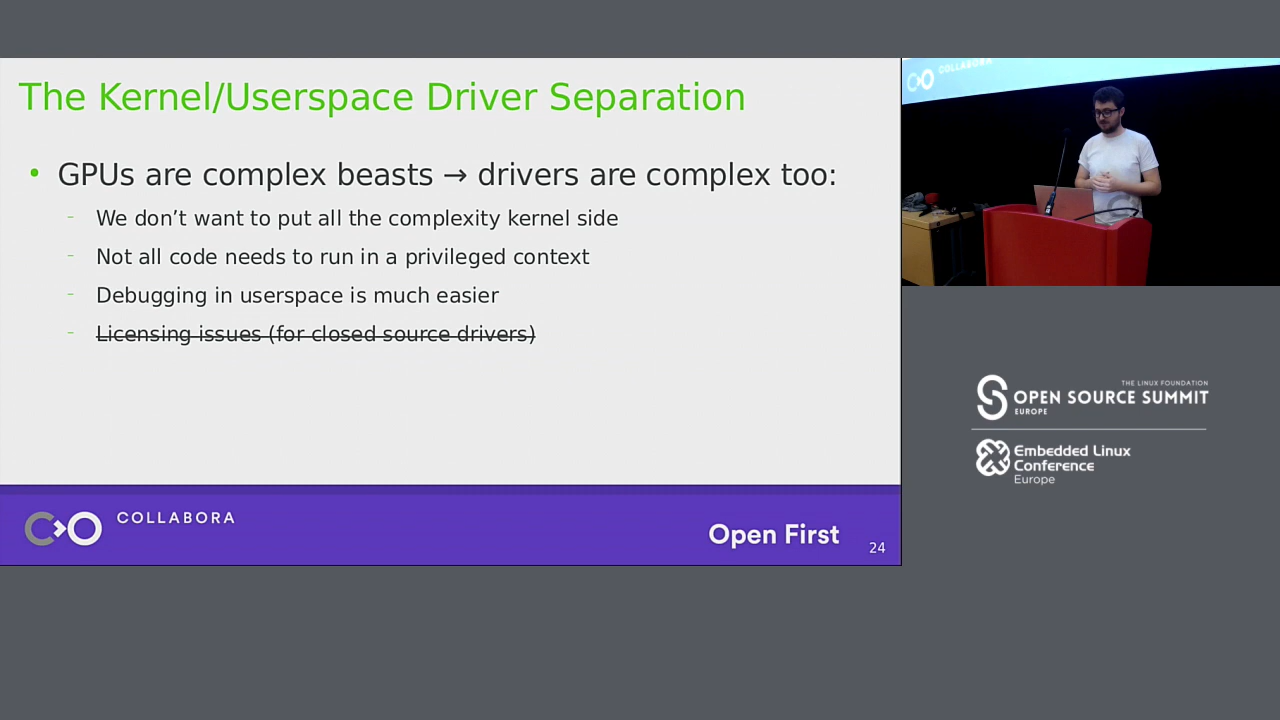 The Kernel/Userspace Driver Separation
• GPUs are complex beasts → drivers are complex too:
– We don’t want to put all the complexity kernel side
– Not all code needs to run in a privileged context
– Debugging in userspace is much easier
– Licensing issues (for closed source drivers)
COLLABORA
Open First
24
COLLABORA
THE LINUX FOUNDATION
OPEN SOURCE SUMMIT
EUROPE
Embedded Linux
Conference
Europe